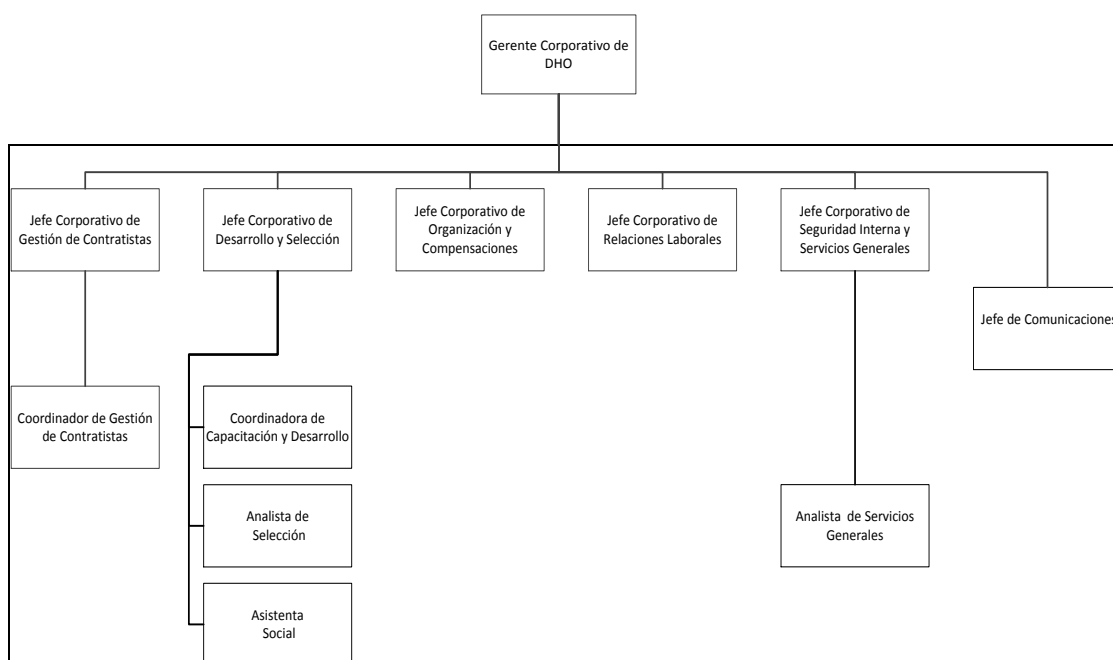 Gerente Corporativo de
DHO
Jefe Corporativo de
Gestión de Contratistas
Jefe Corporativo de
Desarrollo y Selección
Jefe Corporativo de
Organización y
Compensaciones
Jefe Corporativo de
Relaciones Laborales
Jefe Corporativo de
Seguridad Interna y
Servicios Generales
Jefe de Comunicaciones
Coordinador de Gestión
de Contratistas
Coordinadora de
Capacitación y Desarrollo
Analista de
Selección
Analista de Servicios
Generales
Asistenta
Social